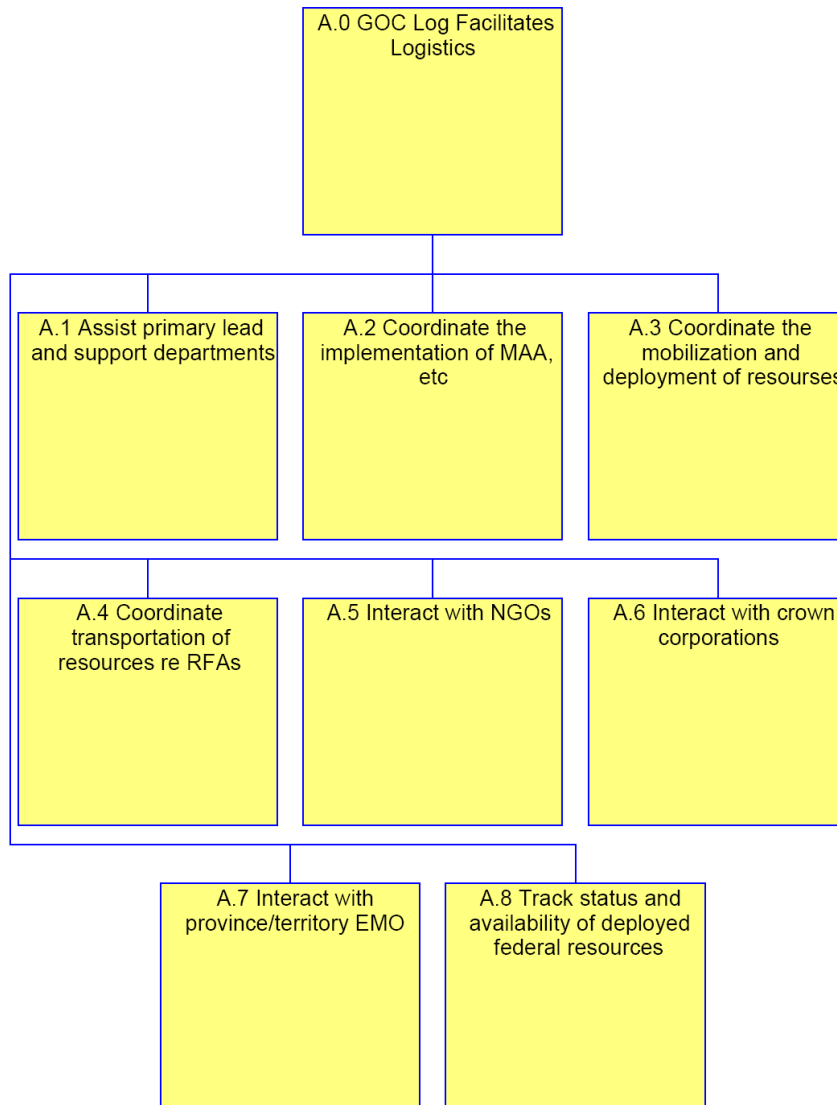 A.0 GOC Log Facilitates
Logistics
A.1 Assist primary lead
and support departments
A.2 Coordinate the
implementation of MAA,
etc
A.3 Coordinate the
mobilization and
deployment of resourses
A.4 Coordinate
transportation of
resources re RFAs
A.5 Interact with NGOs
A.6 Interact with crown
corporations
A.7 Interact with
province/territory EMO
A.8 Track status and
availability of deployed
federal resources